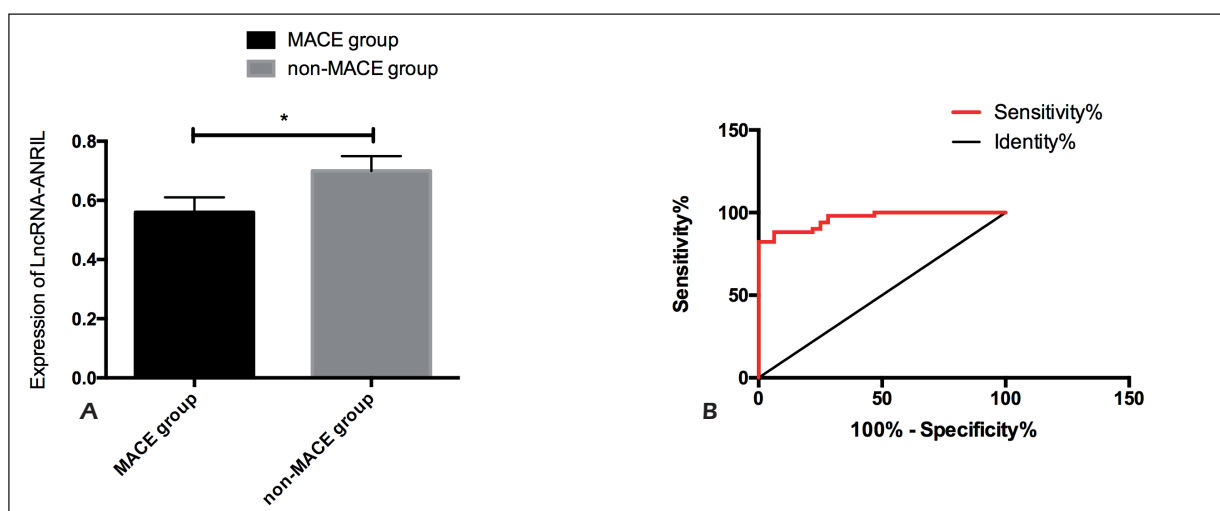 MACE group
non-MACE group
*
0.8
0.6
0.4
0.2
0.0
Expression of LncRNA-ANRIL
MACE group
non-MACE group
A
Sensitivity%
Identity%
150
100
50
0
Sensitivity%
0 50 100 150
100% - Specificity%
B